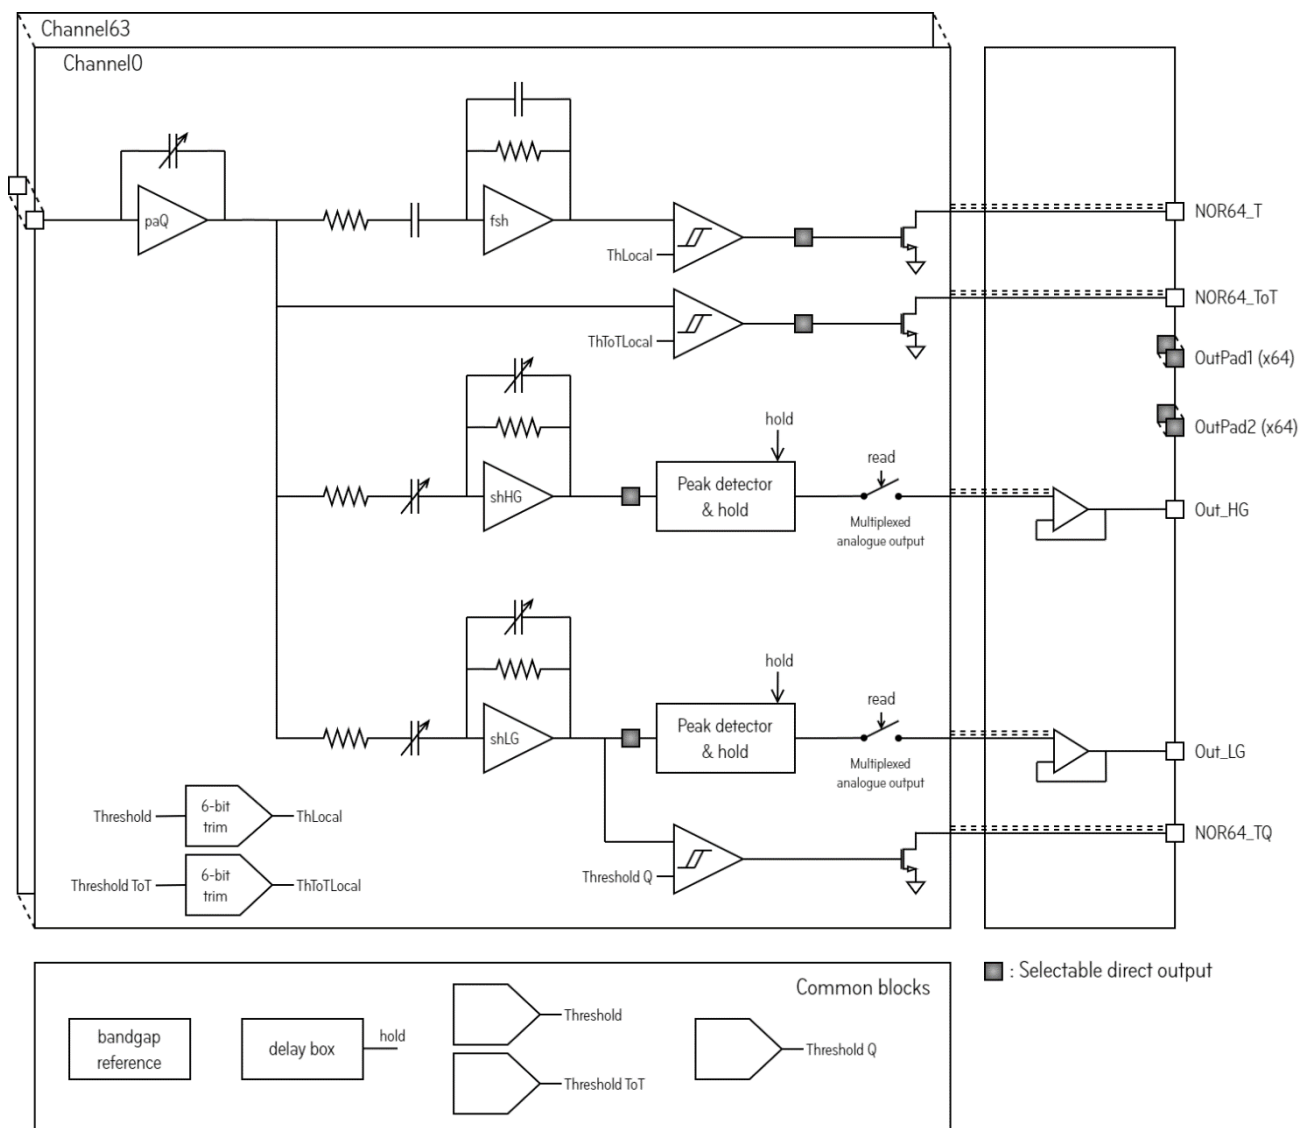 Channel63
Channel0
paQ
fsh
ThLocal
NOR64_T
ThToTLocal
NOR64_ToT
OutPad1 (x64)
OutPad2 (x64)
hold
shHG
Peak detector
& hold
read
Multiplexed
analogue output
Out_HG
hold
shLG
Peak detector
& hold
read
Multiplexed
analogue output
Out_LG
Threshold
6-bit
trim
ThLocal
Threshold ToT
6-bit
trim
ThToTLocal
Threshold Q
NOR64_TQ
: Selectable direct output
Common blocks
bandgap
reference
delay box
hold
Threshold
Threshold ToT
Threshold Q